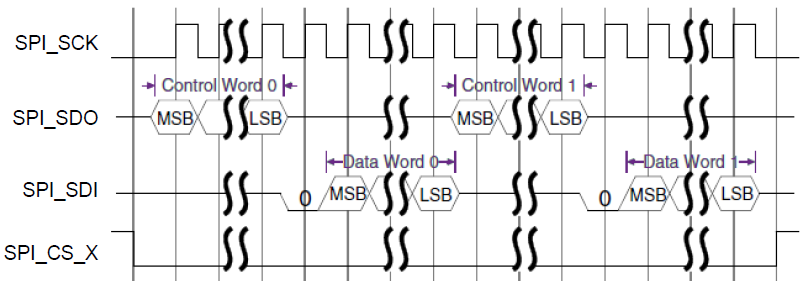 SPI_SCK
Control Word 0 Control Word 1
SPI_SDO MSB LSB MSB LSB
Data Word 0 Data Word 1
SPI_SDI 0 MSB LSB 0 MSB LSB
SPI_CS_X